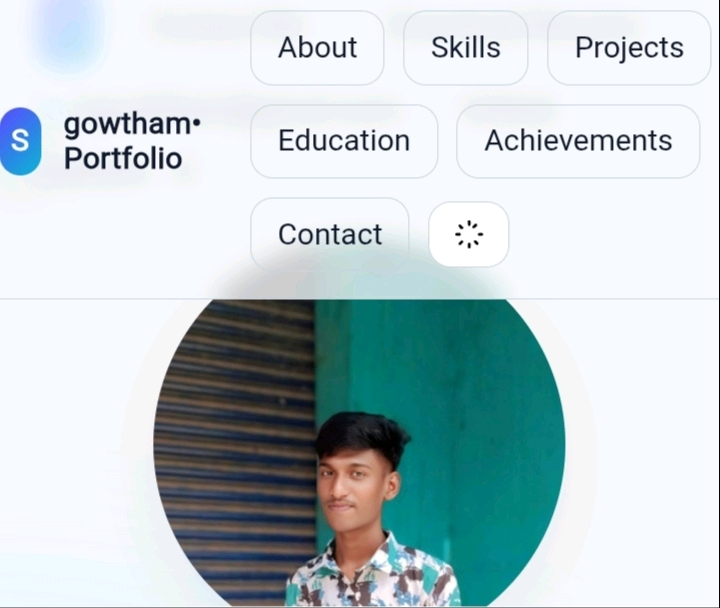 About
Skills
Projects
S
gowtham•
Portfolio
Education
Achievements
Contact